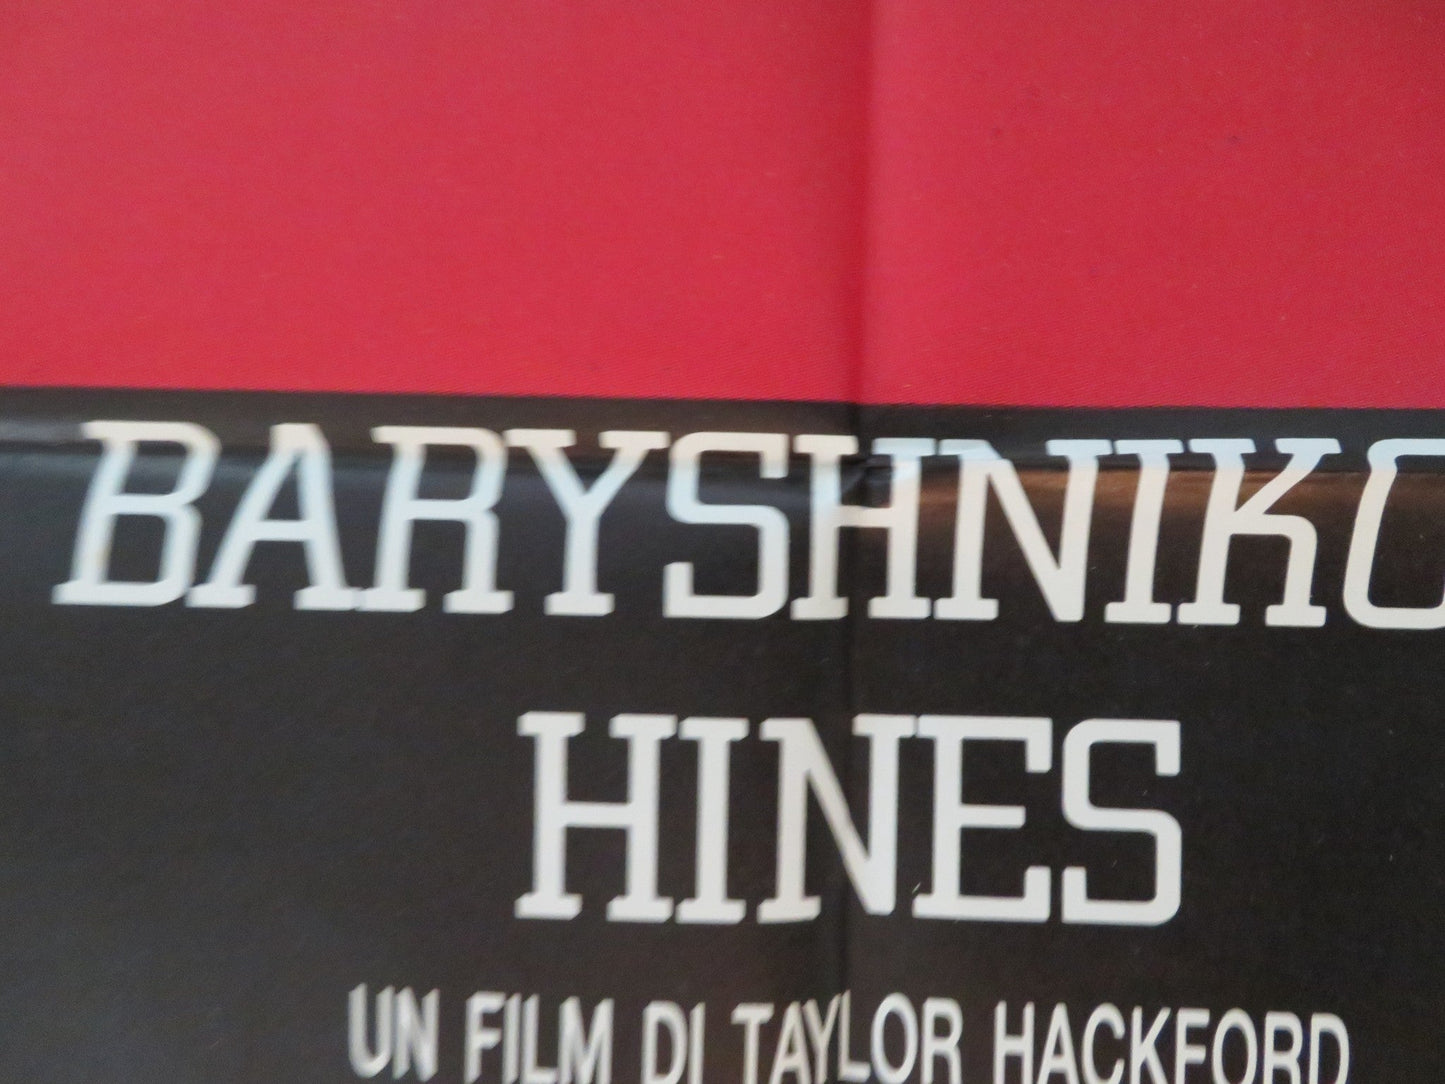 BARYSHNIKO
HINES
UN FILM DI TAYLOR HACKFORD